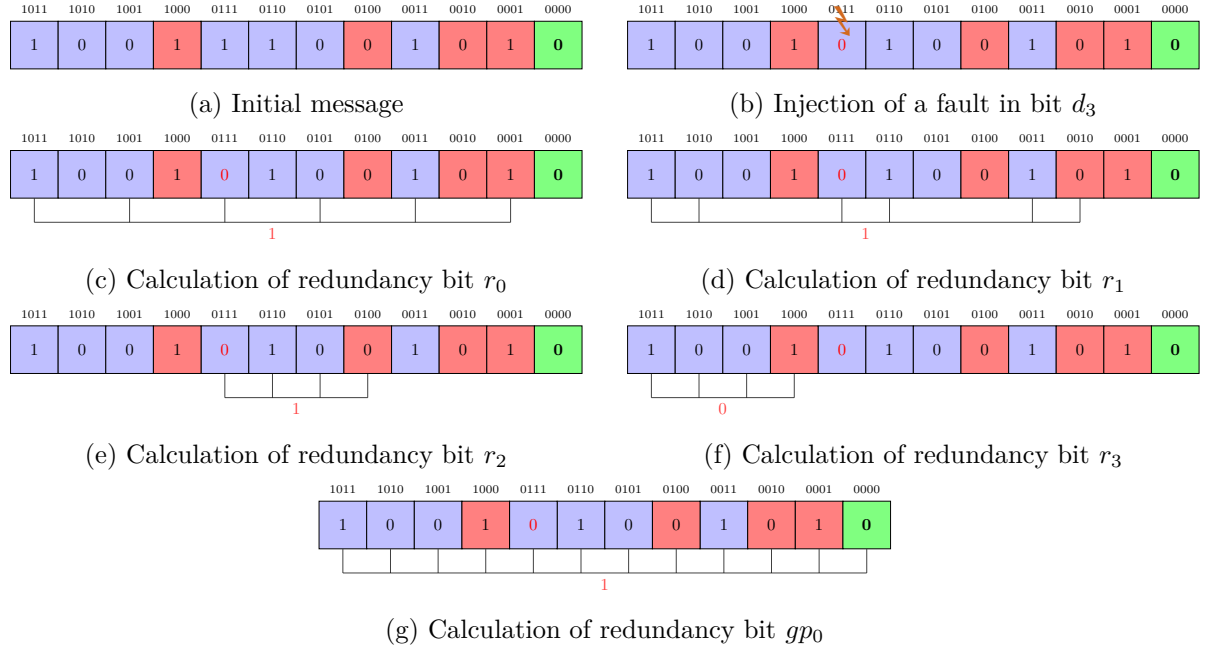 1011 1010 1001 1000 0111 0110 0101 0100 0011 0010 0001 0000
1 0 0 1 1 1 0 0 1 0 1 0
(a) Initial message
1011 1010 1001 1000 0111 0110 0101 0100 0011 0010 0001 0000
1 0 0 1 0 1 0 0 1 0 1 0
(b) Injection of a fault in bit d₃
1011 1010 1001 1000 0111 0110 0101 0100 0011 0010 0001 0000
1 0 0 1 0 1 0 0 1 0 1 0
1
(c) Calculation of redundancy bit r₀
1011 1010 1001 1000 0111 0110 0101 0100 0011 0010 0001 0000
1 0 0 1 0 1 0 0 1 0 1 0
1
(d) Calculation of redundancy bit r₁
1011 1010 1001 1000 0111 0110 0101 0100 0011 0010 0001 0000
1 0 0 1 0 1 0 0 1 0 1 0
1
(e) Calculation of redundancy bit r₂
1011 1010 1001 1000 0111 0110 0101 0100 0011 0010 0001 0000
1 0 0 1 0 1 0 0 1 0 1 0
0
(f) Calculation of redundancy bit r₃
1011 1010 1001 1000 0111 0110 0101 0100 0011 0010 0001 0000
1 0 0 1 0 1 0 0 1 0 1 0
1
(g) Calculation of redundancy bit gp₀